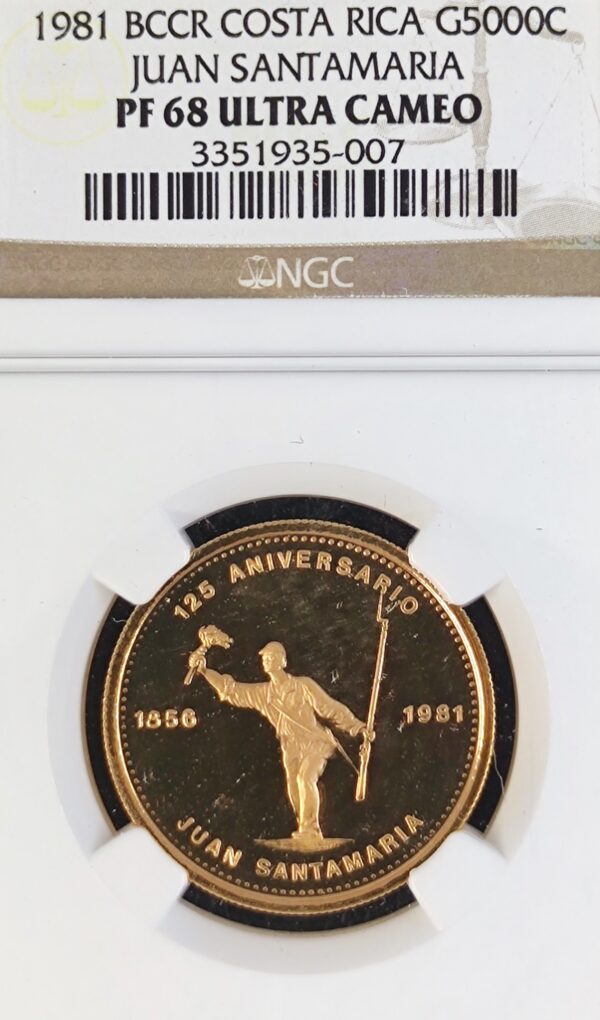 1981 BCCR COSTA RICA G5000C
JUAN SANTAMARIA
PF 68 ULTRA CAMEO
3351935-007
NGC
125 ANIVERSARIO
1856 1981
JUAN SANTAMARIA